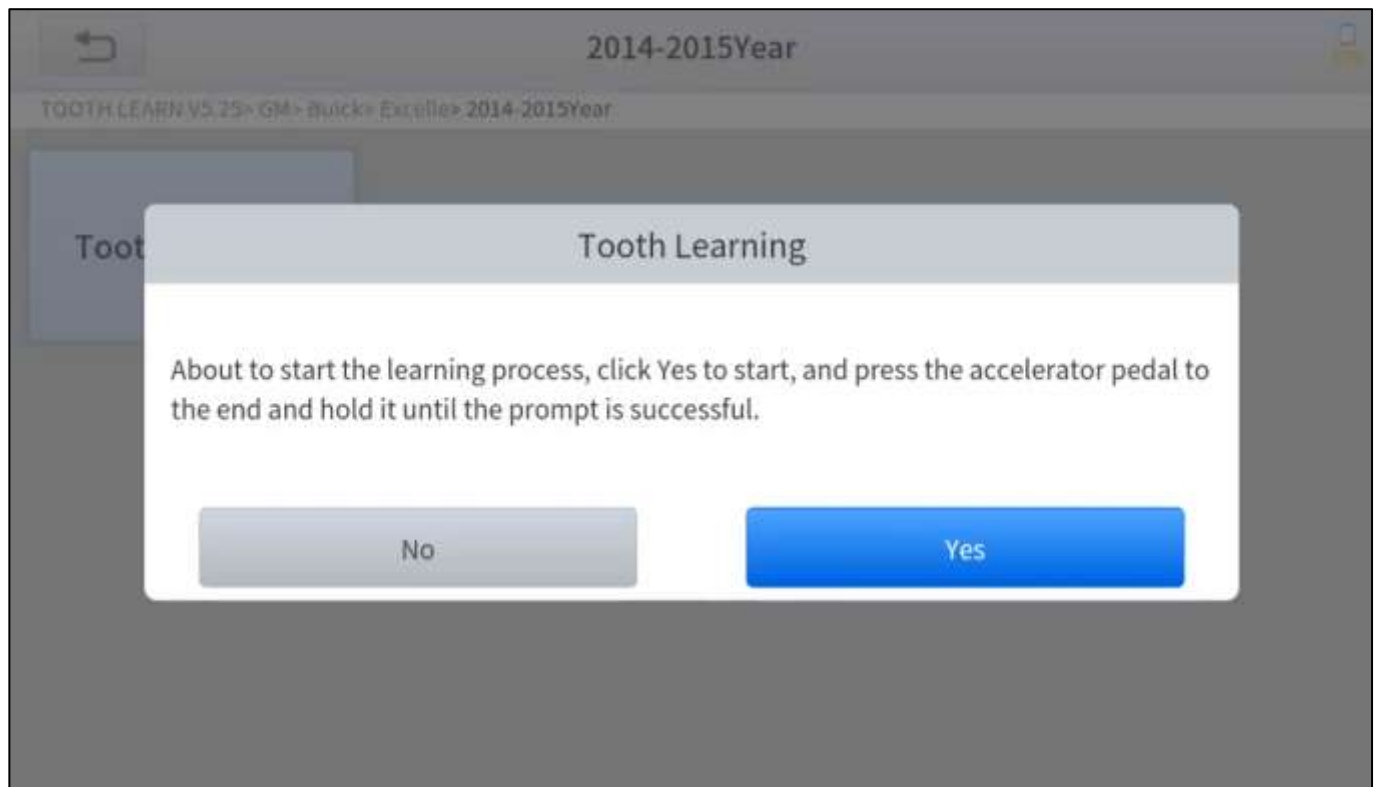 2014-2015Year
TOOTH LEARN V5.25> GM> Buick> Excelle> 2014-2015Year
Toot
Tooth Learning
About to start the learning process, click Yes to start, and press the accelerator pedal to
the end and hold it until the prompt is successful.
No
Yes